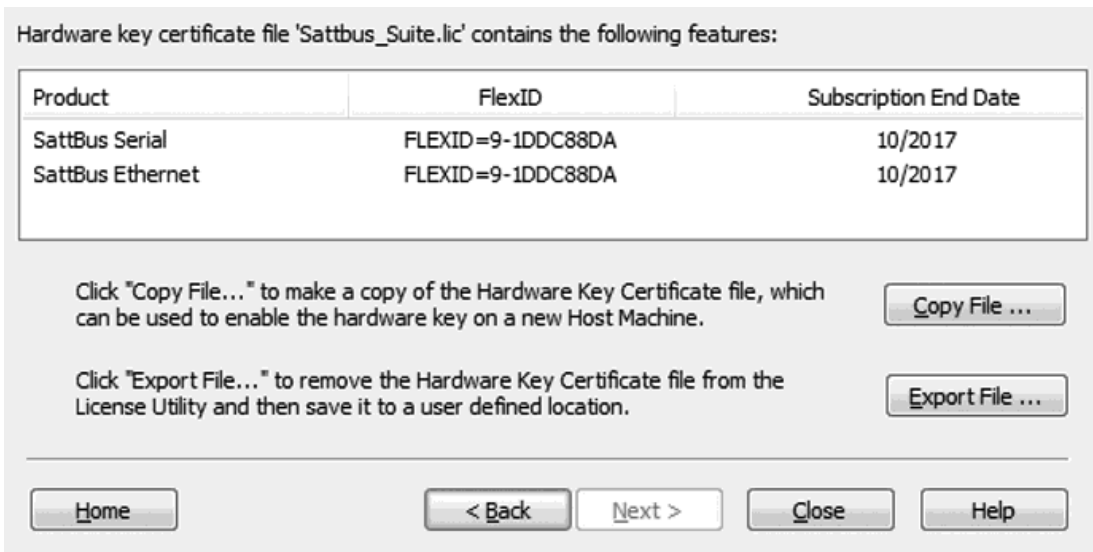 Hardware key certificate file 'Sattbus_Suite.lic' contains the following features:
Product FlexID Subscription End Date
SattBus Serial FLEXID=9-1DDC88DA 10/2017
SattBus Ethernet FLEXID=9-1DDC88DA 10/2017
Click "Copy File..." to make a copy of the Hardware Key Certificate file, which
can be used to enable the hardware key on a new Host Machine.
Copy File ...
Click "Export File..." to remove the Hardware Key Certificate file from the
License Utility and then save it to a user defined location.
Export File ...
Home < Back Next > Close Help